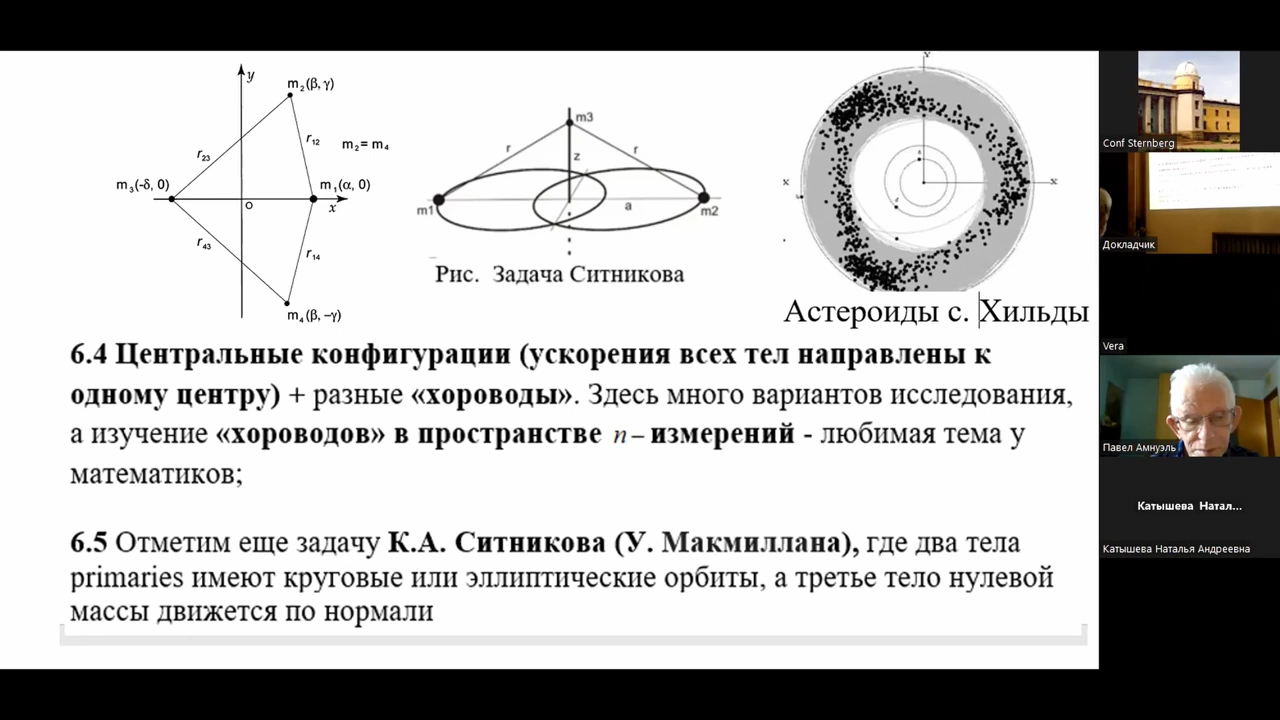 y
m₂(β, γ)
r₂₃
r₁₂
m₂= m₄
m₃(-δ, 0)
m₁(α, 0)
O
x
r₄₃
r₁₄
m₄(β, –γ)
m3
r
r
z
m1
a
m2
Рис. Задача Ситникова
Y
X
X
Астероиды с. Хильды
6.4 Центральные конфигурации (ускорения всех тел направлены к
одному центру) + разные «хороводы». Здесь много вариантов исследования,
а изучение «хороводов» в пространстве n – измерений - любимая тема у
математиков;
6.5 Отметим еще задачу К.А. Ситникова (У. Макмиллана), где два тела
primaries имеют круговые или эллиптические орбиты, а третье тело нулевой
массы движется по нормали
Conf Sternberg
Докладчик
Vera
Павел Амнуэль
Катышева Натал...
Катышева Наталья Андреевна